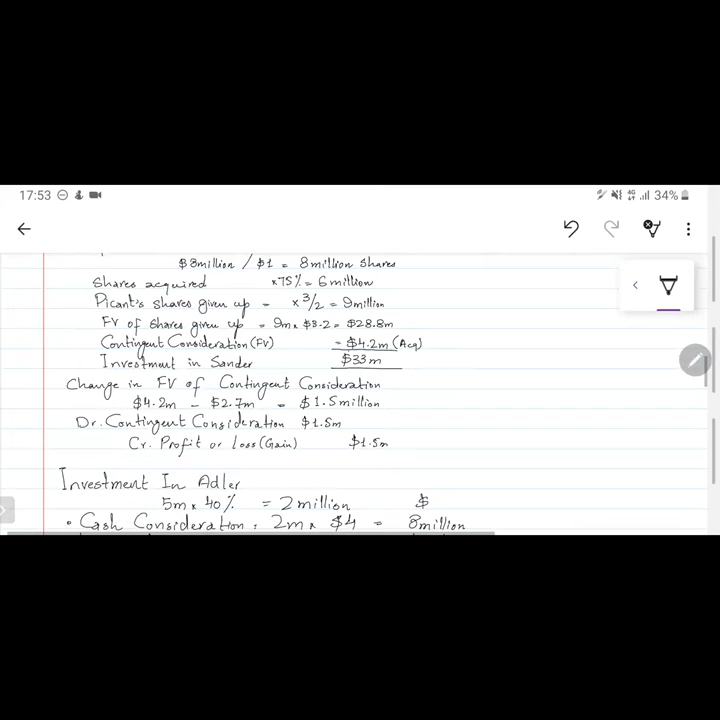 17:53 4G 34%
$8million / $1 = 8million shares
Shares acquired x75% = 6million
Picant's shares given up = x 3/2 = 9million
FV of shares given up = 9m x $3.2 = $28.8m
Contingent Consideration (FV) = $4.2m (Acq)
Investment in Sander $33m
Change in FV of Contingent Consideration
$4.2m - $2.7m = $1.5million
Dr. Contingent Consideration $1.5m
Cr. Profit or Loss (Gain) $1.5m
Investment In Adler
5m x 40% = 2million $
• Cash Consideration = 2m x $4 = 8million